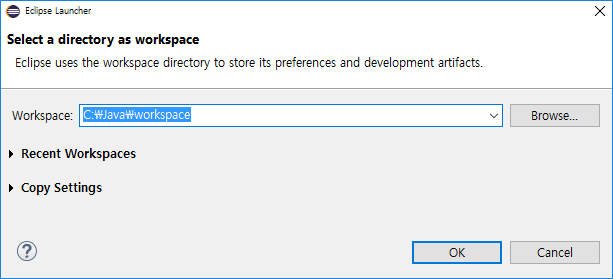 Eclipse Launcher
Select a directory as workspace
Eclipse uses the workspace directory to store its preferences and development artifacts.
Workspace: C:₩Java₩workspace Browse...
Recent Workspaces
Copy Settings
? OK Cancel